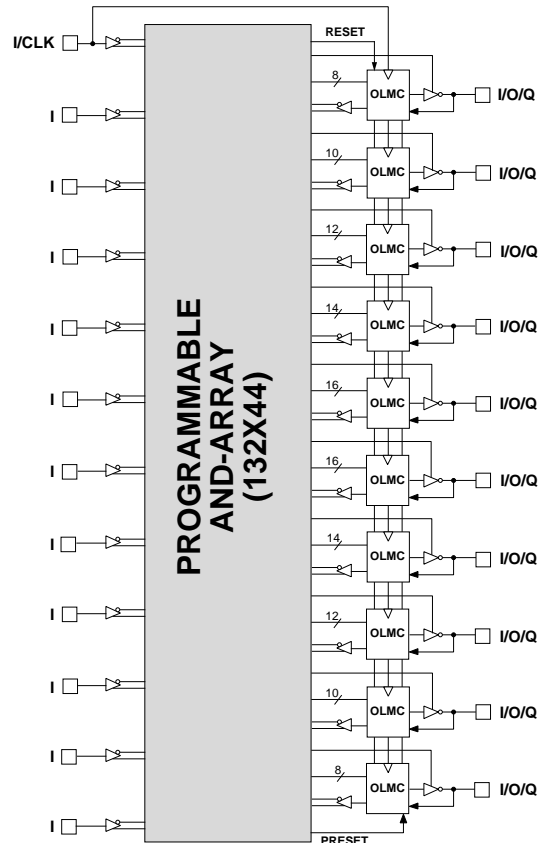 RESET
I/CLK
8
OLMC
I/O/Q
I
10
OLMC
I/O/Q
I
12
OLMC
I/O/Q
I
14
OLMC
I/O/Q
I
16
OLMC
I/O/Q
I
PROGRAMMABLE
AND-ARRAY
(132X44)
16
OLMC
I/O/Q
I
14
OLMC
I/O/Q
I
12
OLMC
I/O/Q
I
10
OLMC
I/O/Q
I
8
OLMC
I/O/Q
I
I
PRESET